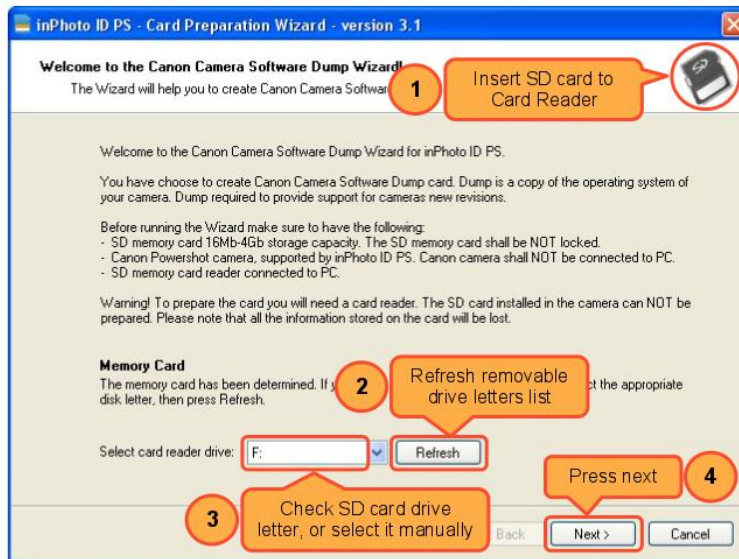 inPhoto ID PS - Card Preparation Wizard - version 3.1
Welcome to the Canon Camera Software Dump Wizard!
The Wizard will help you to create Canon Camera Software
1
Insert SD card to
Card Reader
Welcome to the Canon Camera Software Dump Wizard for inPhoto ID PS.
You have choose to create Canon Camera Software Dump card. Dump is a copy of the operating system of
your camera. Dump required to provide support for cameras new revisions.
Before running the Wizard make sure to have the following:
- SD memory card 16Mb-4Gb storage capacity. The SD memory card shall be NOT locked.
- Canon Powershot camera, supported by inPhoto ID PS. Canon camera shall NOT be connected to PC.
- SD memory card reader connected to PC.
Warning! To prepare the card you will need a card reader. The SD card installed in the camera can NOT be
prepared. Please note that all the information stored on the card will be lost.
Memory Card
The memory card has been determined. If the appropriate
disk letter, then press Refresh.
2
Refresh removable
drive letters list
Select card reader drive: F: Refresh
3
Check SD card drive
letter, or select it manually
Press next
4
Back Next > Cancel